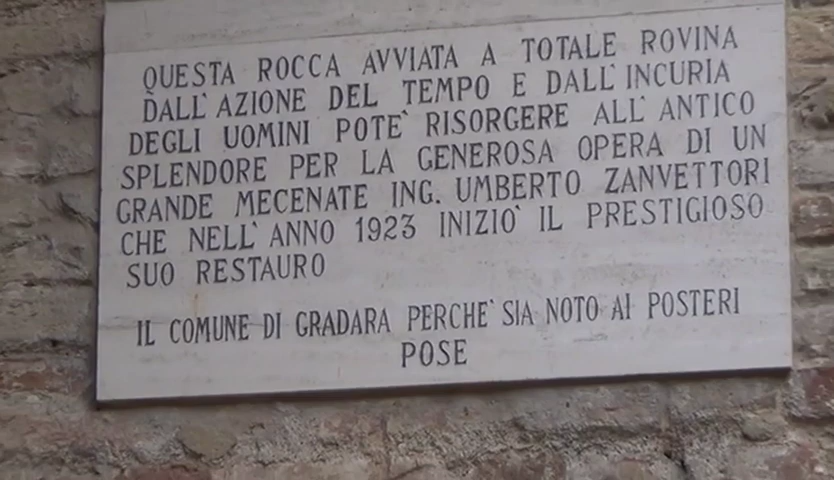 QUESTA ROCCA AVVIATA A TOTALE ROVINA
DALL'AZIONE DEL TEMPO E DALL'INCURIA
DEGLI UOMINI POTE' RISORGERE ALL'ANTICO
SPLENDORE PER LA GENEROSA OPERA DI UN
GRANDE MECENATE ING. UMBERTO ZANVETTORI
CHE NELL'ANNO 1923 INIZIO' IL PRESTIGIOSO
SUO RESTAURO
IL COMUNE DI GRADARA PERCHE' SIA NOTO AI POSTERI
POSE